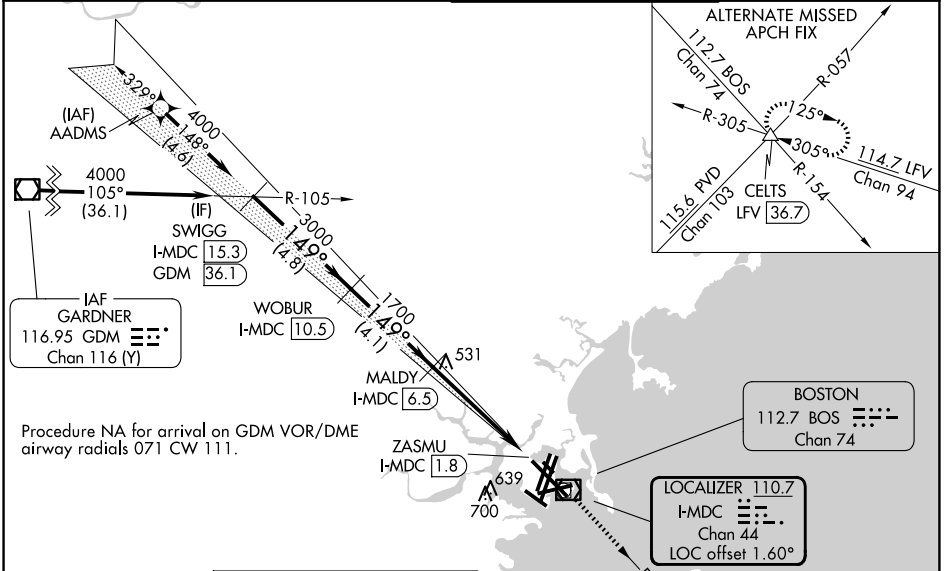 ALTERNATE MISSED
APCH FIX
112.7 BOS
Chan 74
R-057
125°
R-305
305°
114.7 LFV
Chan 94
115.6 PVD
Chan 103
CELTS
LFV 36.7
R-154
329°
(IAF)
AADMS
4000
148°
(4.6)
4000
105°
(36.1)
R-105
(IF)
SWIGG
I-MDC 15.3
GDM 36.1
3000
149°
(4.8)
IAF
GARDNER
116.95 GDM
Chan 116 (Y)
WOBUR
I-MDC 10.5
1700
149°
(4.1)
531
MALDY
I-MDC 6.5
Procedure NA for arrival on GDM VOR/DME
airway radials 071 CW 111.
ZASMU
I-MDC 1.8
639
700
BOSTON
112.7 BOS
Chan 74
LOCALIZER 110.7
I-MDC
Chan 44
LOC offset 1.60°